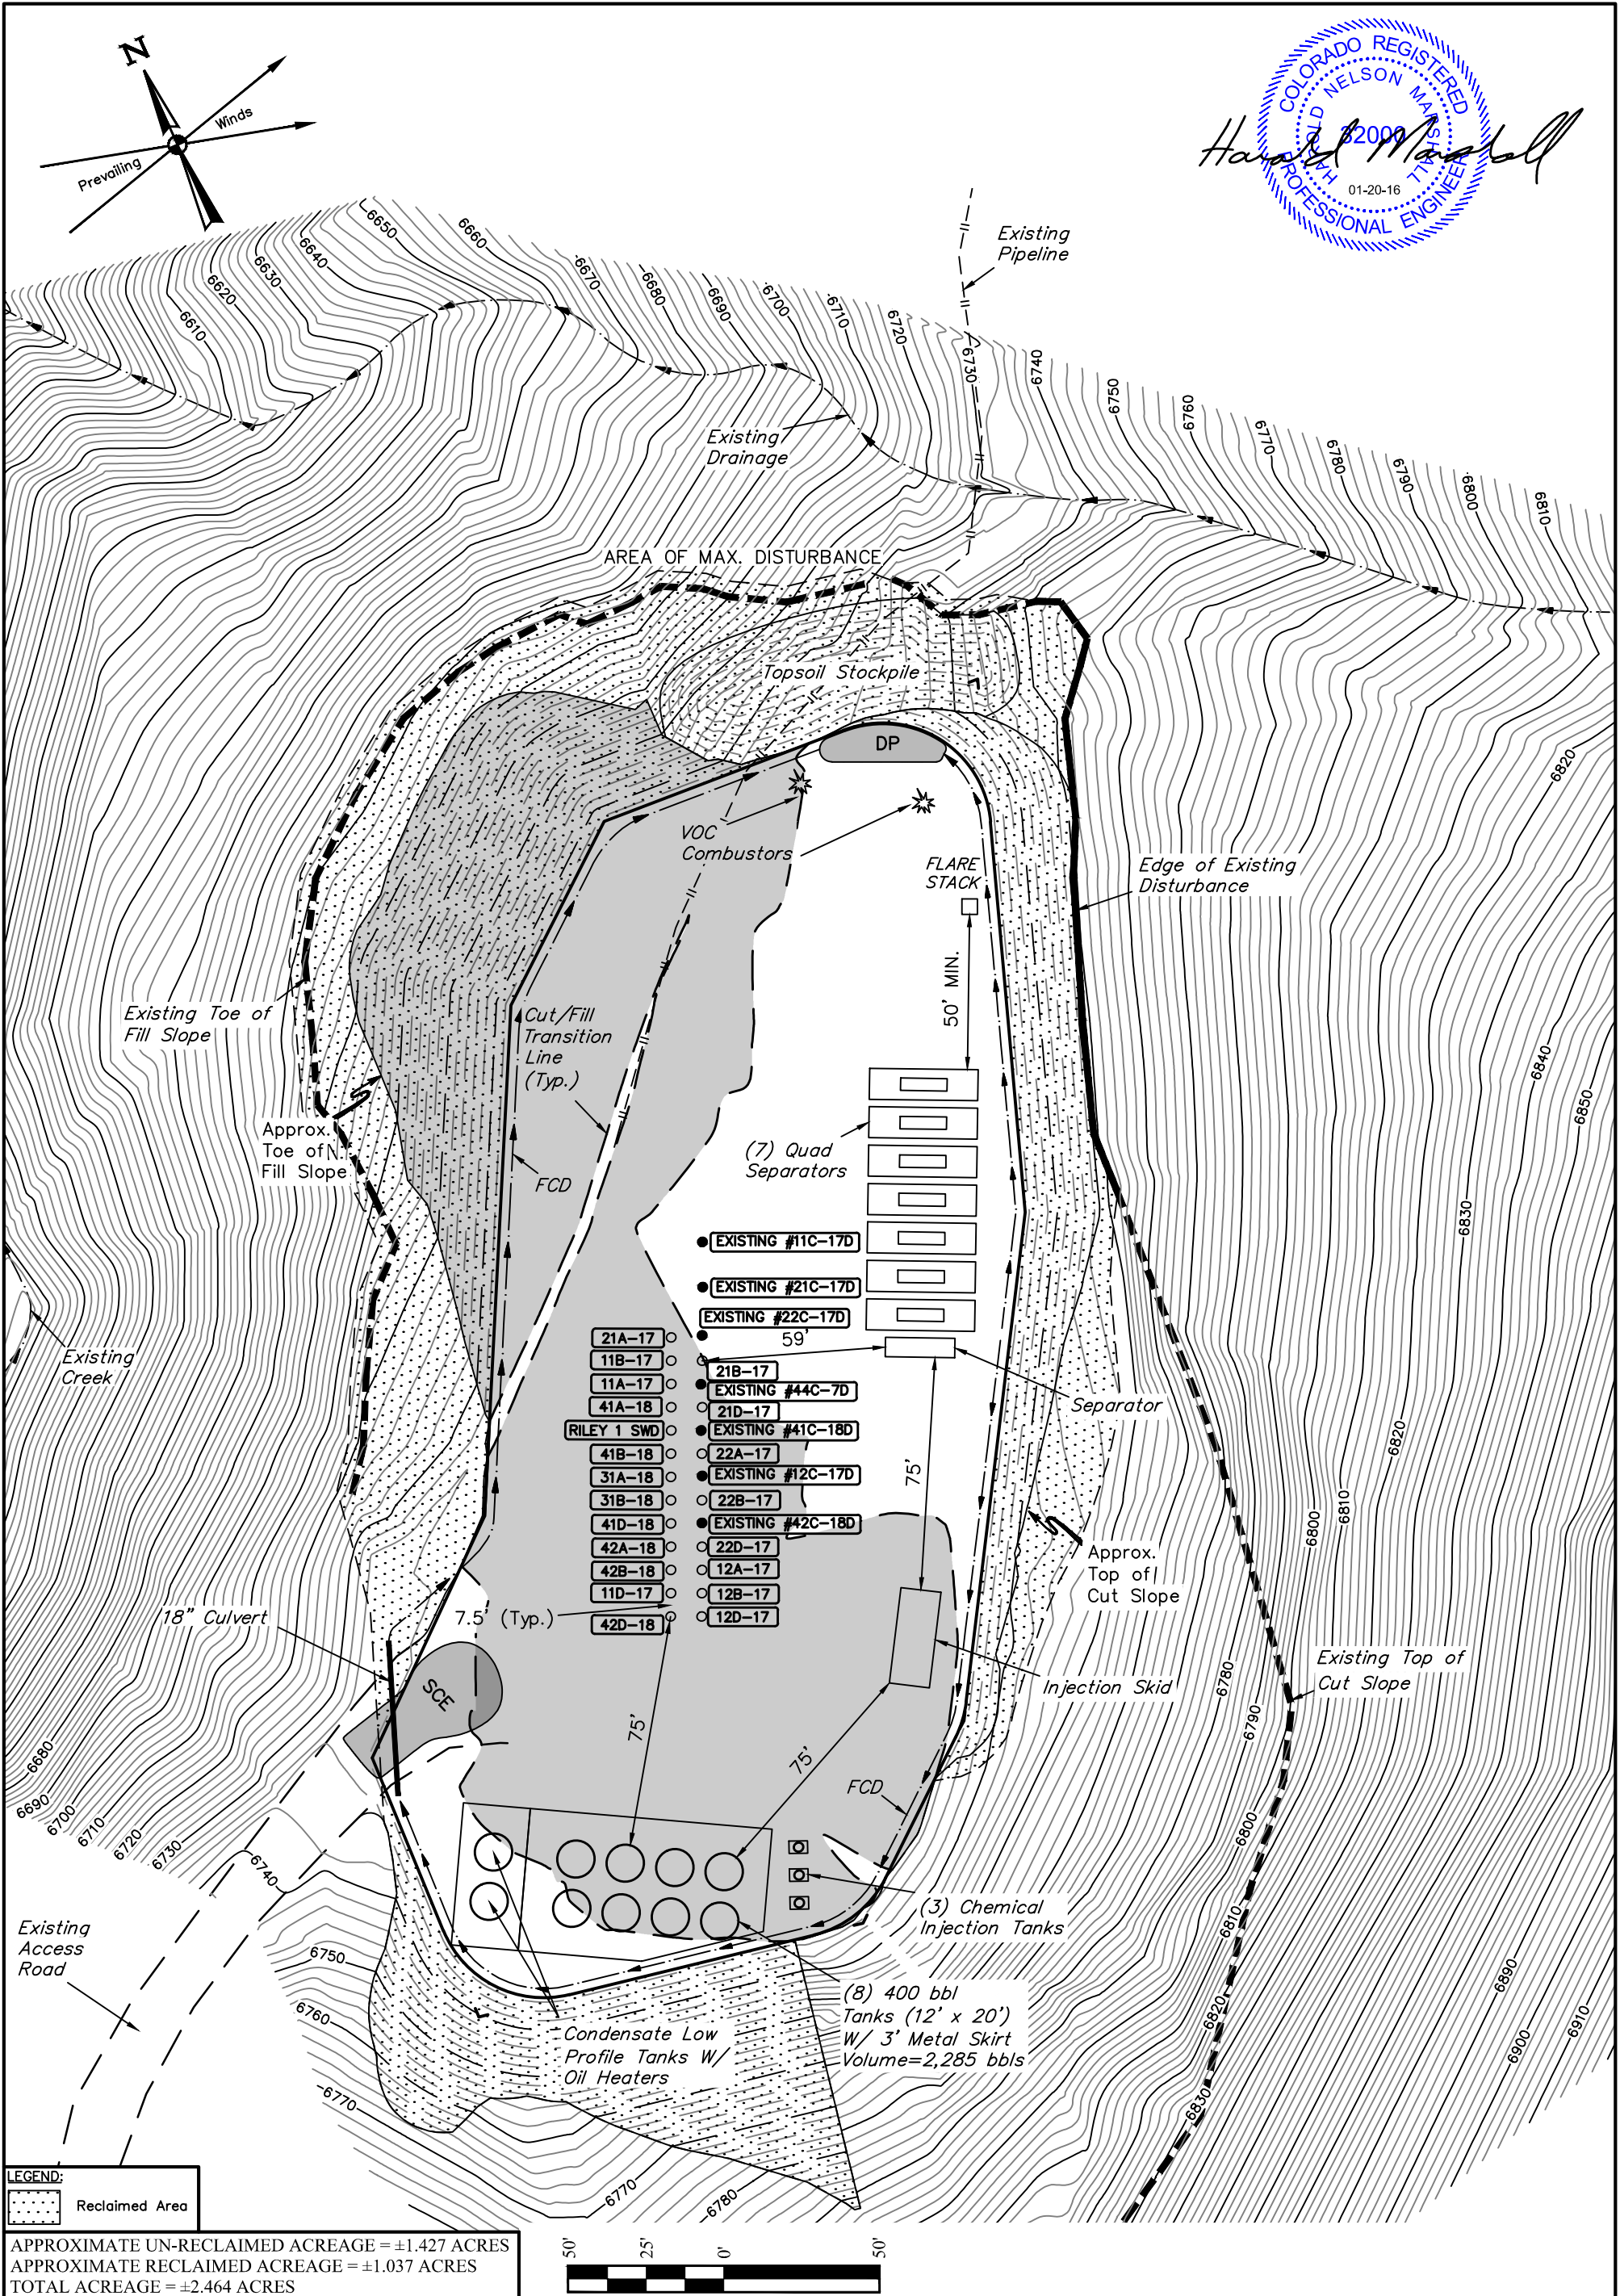 N
Winds
Prevailing
COLORADO REGISTERED
HAROLD NELSON MARSHALL
32000
01-20-16
PROFESSIONAL ENGINEER
Harold Marshall
Existing
Pipeline
6650
6660
6640
6630
6620
6610
6670
6680
6690
6700
6710
6720
6730
6740
6750
6760
6770
6780
6790
6800
6810
Existing
Drainage
AREA OF MAX. DISTURBANCE
Topsoil Stockpile
DP
6820
VOC
Combustors
FLARE
STACK
Edge of Existing
Disturbance
50' MIN.
Existing Toe of
Fill Slope
Cut/Fill
Transition
Line
(Typ.)
6840
6850
Approx.
Toe of
Fill Slope
(7) Quad
Separators
FCD
6830
EXISTING #11C-17D
EXISTING #21C-17D
EXISTING #22C-17D
59'
21A-17
11B-17
21B-17
11A-17
EXISTING #44C-7D
41A-18
21D-17
RILEY 1 SWD
EXISTING #41C-18D
41B-18
22A-17
31A-18
EXISTING #12C-17D
31B-18
22B-17
41D-18
EXISTING #42C-18D
42A-18
22D-17
42B-18
12A-17
11D-17
12B-17
42D-18
12D-17
7.5' (Typ.)
Existing
Creek
Separator
75'
6820
6810
6800
Approx.
Top of
Cut Slope
18" Culvert
SCE
Injection Skid
Existing Top of
Cut Slope
6780
6790
75'
75'
FCD
6680
6690
6700
6710
6720
6730
6740
6800
6810
6820
6830
6890
6900
6910
(3) Chemical
Injection Tanks
Existing
Access
Road
6750
6760
6770
(8) 400 bbl
Tanks (12' x 20')
W/ 3' Metal Skirt
Volume=2,285 bbls
Condensate Low
Profile Tanks W/
Oil Heaters
6770
6780
LEGEND:
Reclaimed Area
APPROXIMATE UN-RECLAIMED ACREAGE = ±1.427 ACRES
APPROXIMATE RECLAIMED ACREAGE = ±1.037 ACRES
TOTAL ACREAGE = ±2.464 ACRES
50'
25'
0'
50'